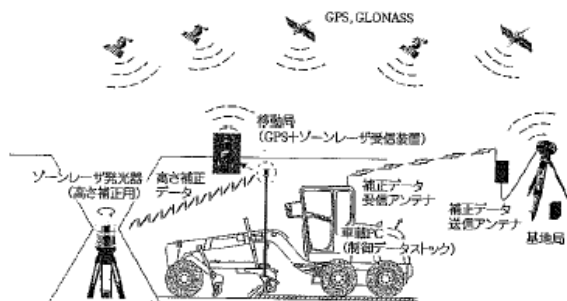 GPS, GLONASS
移動局
(GPS+ゾーンレーザ受信装置)
ゾーンレーザ発光器
(高さ補正用)
高さ補正
データ
補正データ
受信アンテナ
車載PC
(制御データストック)
補正データ
送信アンテナ
基地局